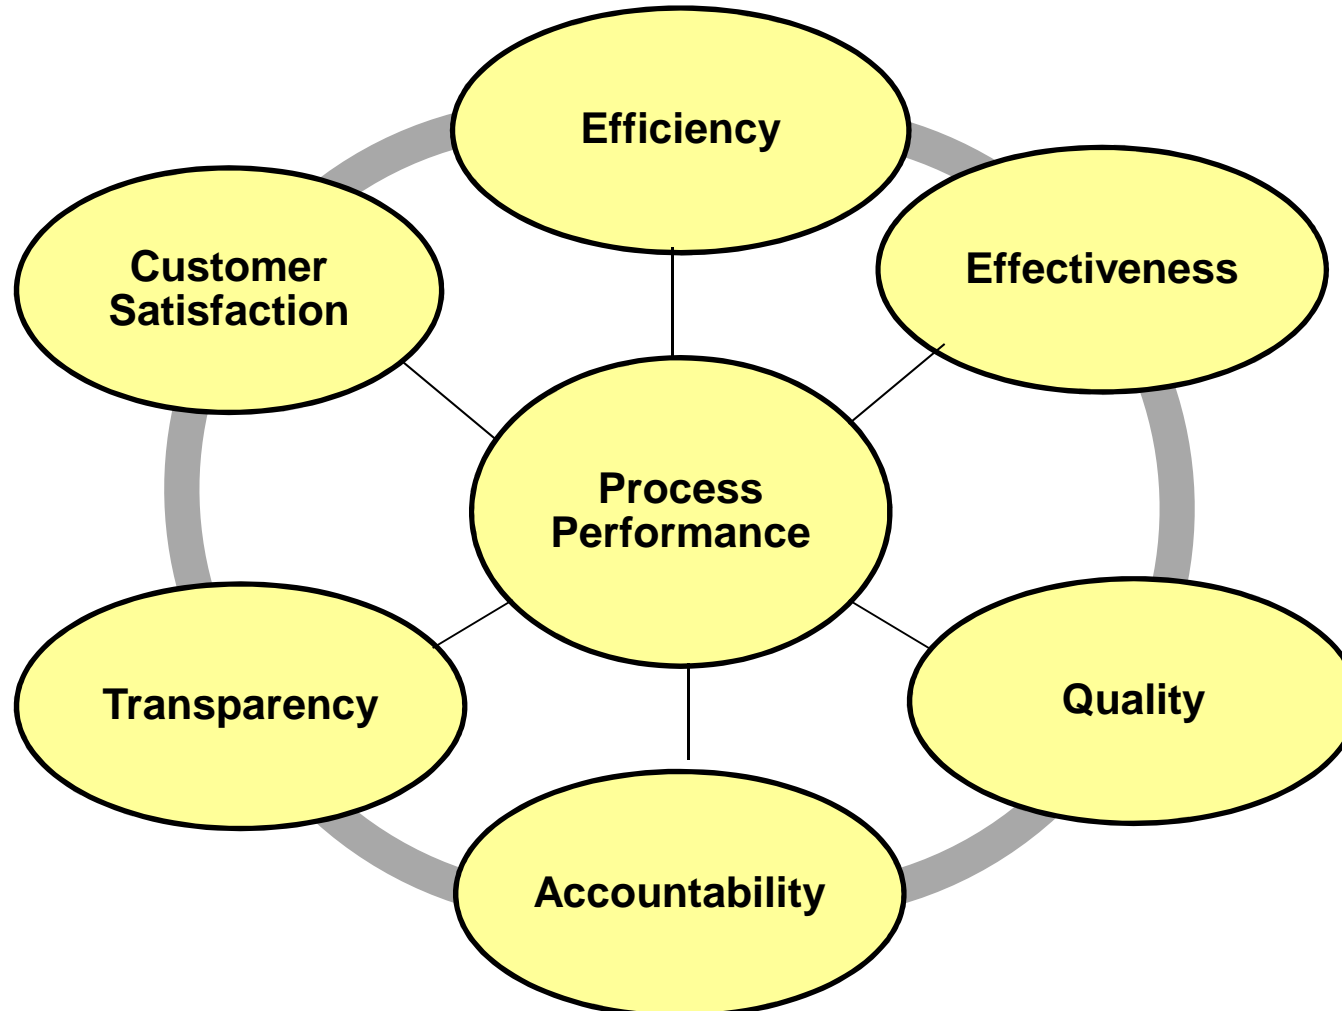 Efficiency
Effectiveness
Customer
Satisfaction
Process
Performance
Transparency
Quality
Accountability